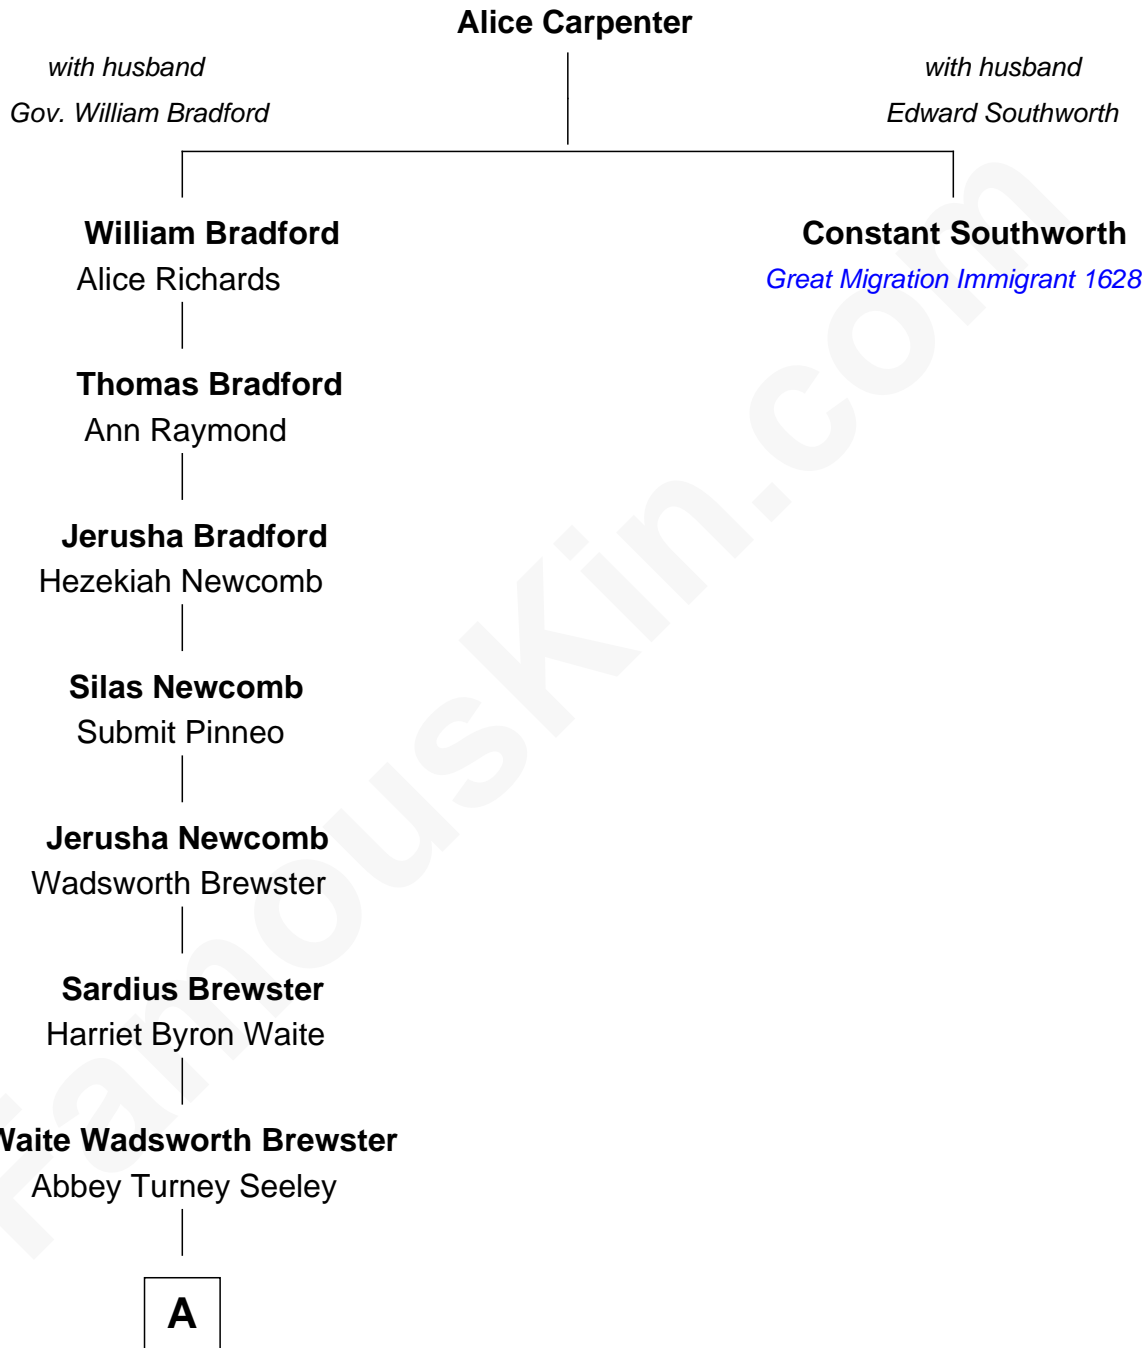 Alice Carpenter
with husband
Gov. William Bradford
with husband
Edward Southworth
William Bradford
Alice Richards
Constant Southworth
Great Migration Immigrant 1628
Thomas Bradford
Ann Raymond
Jerusha Bradford
Hezekiah Newcomb
Silas Newcomb
Submit Pinneo
Jerusha Newcomb
Wadsworth Brewster
Sardius Brewster
Harriet Byron Waite
Waite Wadsworth Brewster
Abbey Turney Seeley
A
FamousKin.com